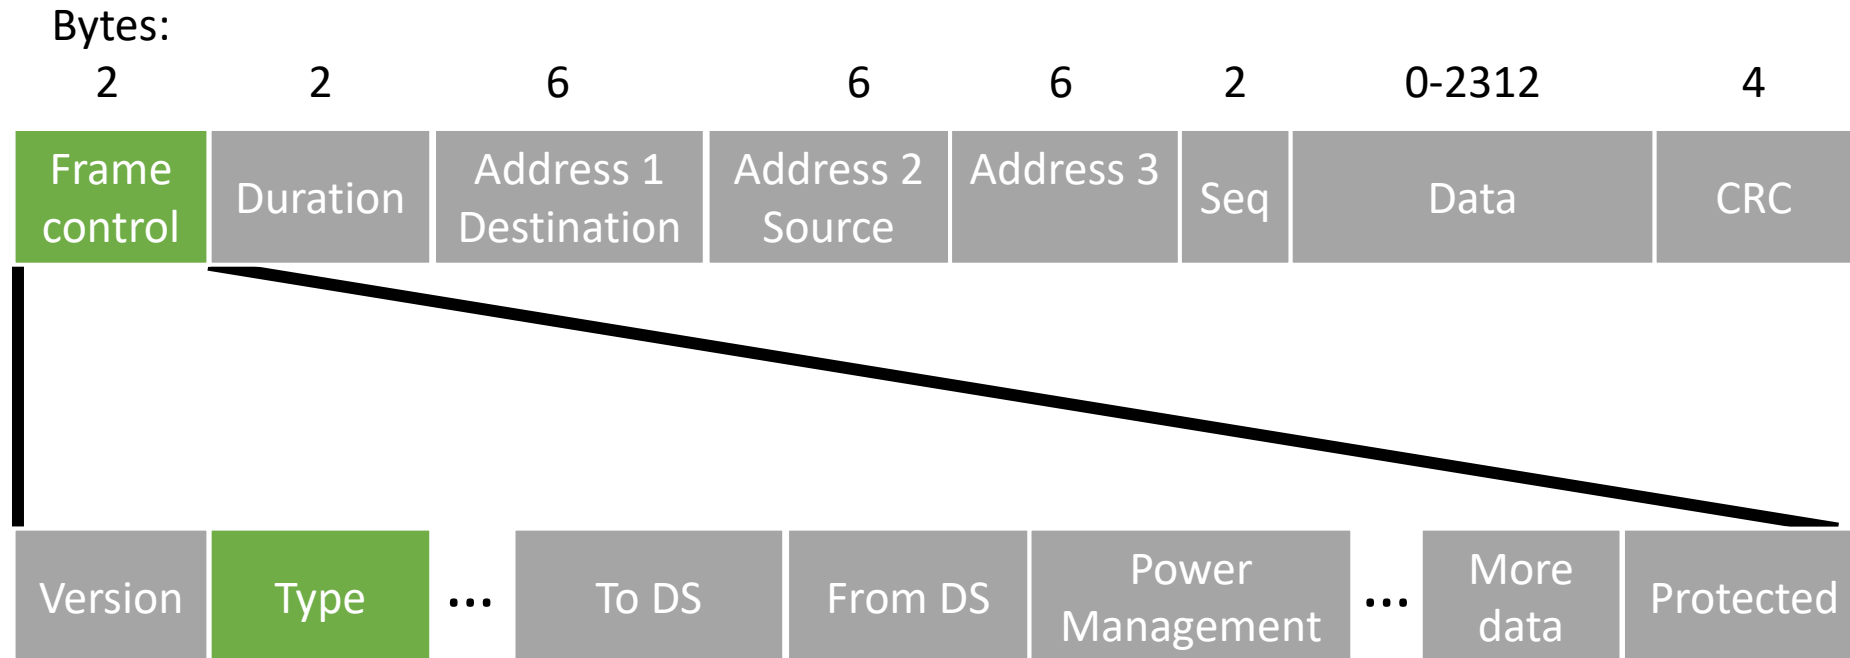 Bytes:
2 2 6 6 6 2 0-2312 4
Frame control Duration Address 1 Destination Address 2 Source Address 3 Seq Data CRC
Version Type ... To DS From DS Power Management ... More data Protected